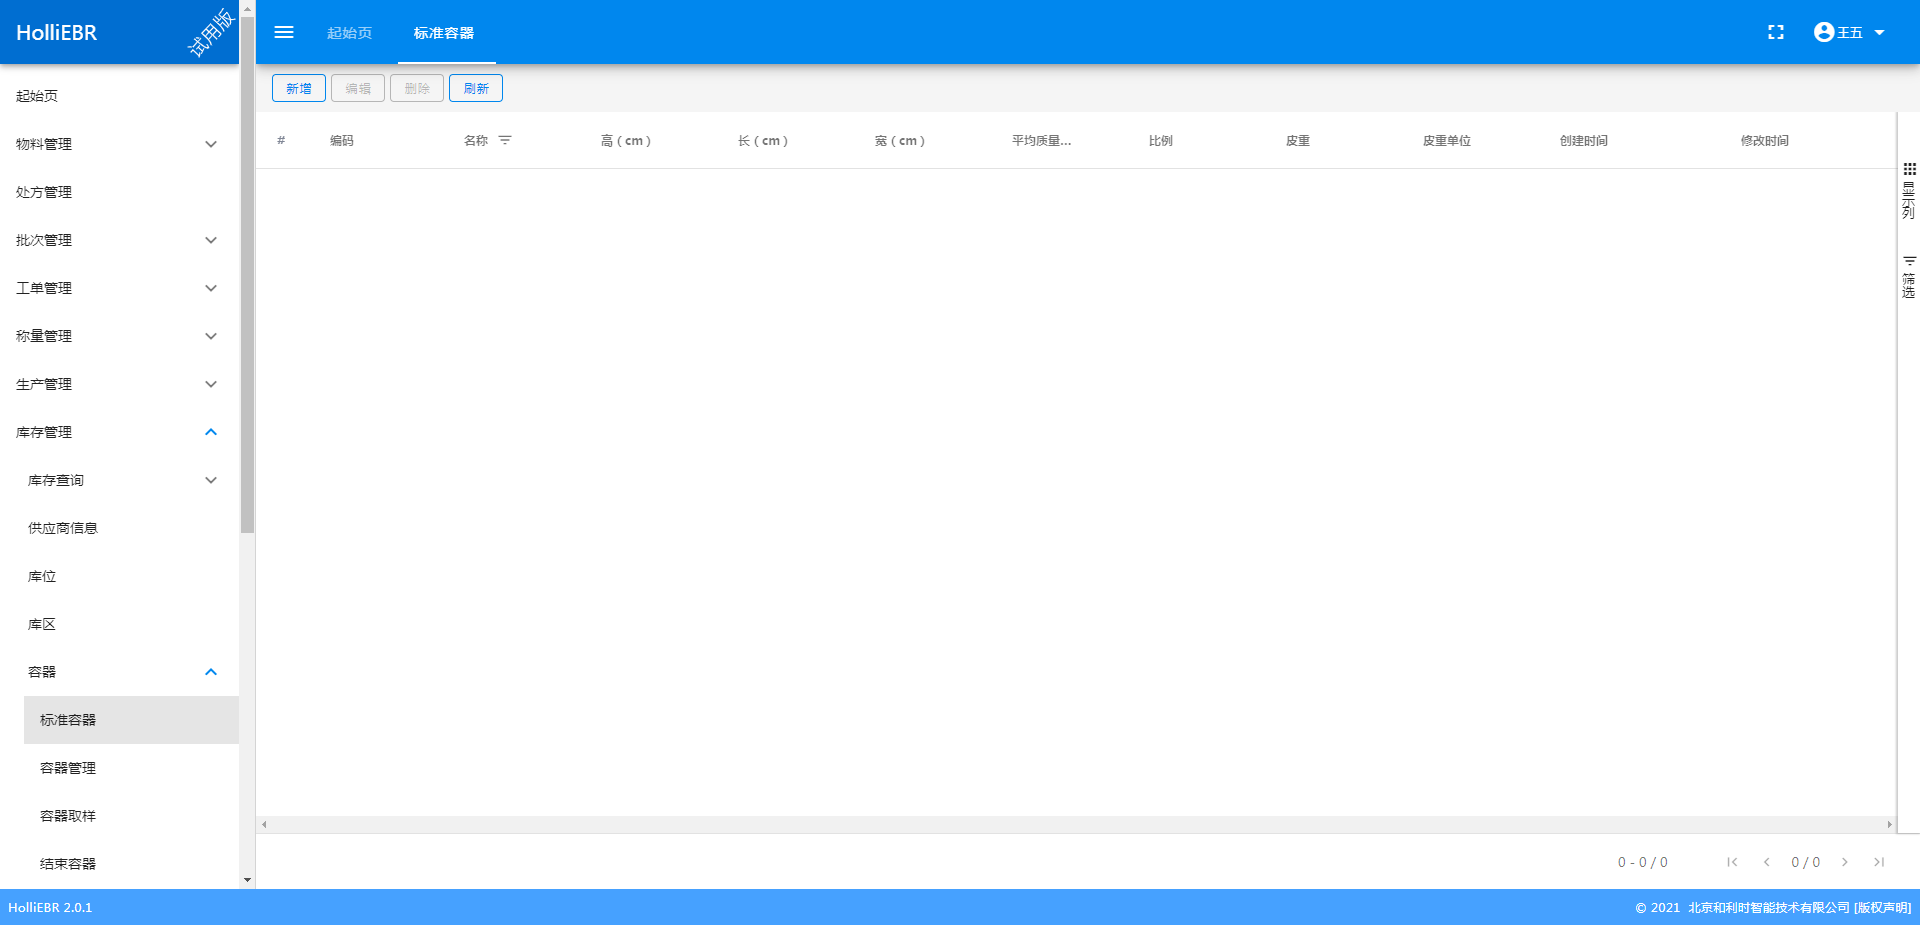 HolliEBR
试用版
起始页
标准容器
王五
起始页
物料管理
处方管理
批次管理
工单管理
称量管理
生产管理
库存管理
库存查询
供应商信息
库位
库区
容器
标准容器
容器管理
容器取样
结束容器
新增 编辑 删除 刷新
# 编码 名称 高（cm） 长（cm） 宽（cm） 平均质量... 比例 皮重 皮重单位 创建时间 修改时间
显示列
筛选
0 - 0 / 0 0 / 0
HolliEBR 2.0.1
© 2021 北京和利时智能技术有限公司 [版权声明]